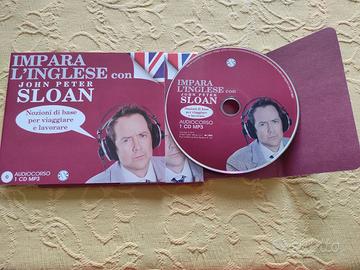 IMPARA
L'INGLESE con
JOHN PETER
SLOAN
Nozioni di base
per viaggiare
e lavorare
AUDIOCORSO
1 CD MP3
IMPARA
L'INGLESE con
JOHN PETER
SLOAN
Nozioni di base
per viaggiare
e lavorare
AUDIOCORSO
1 CD MP3
subito